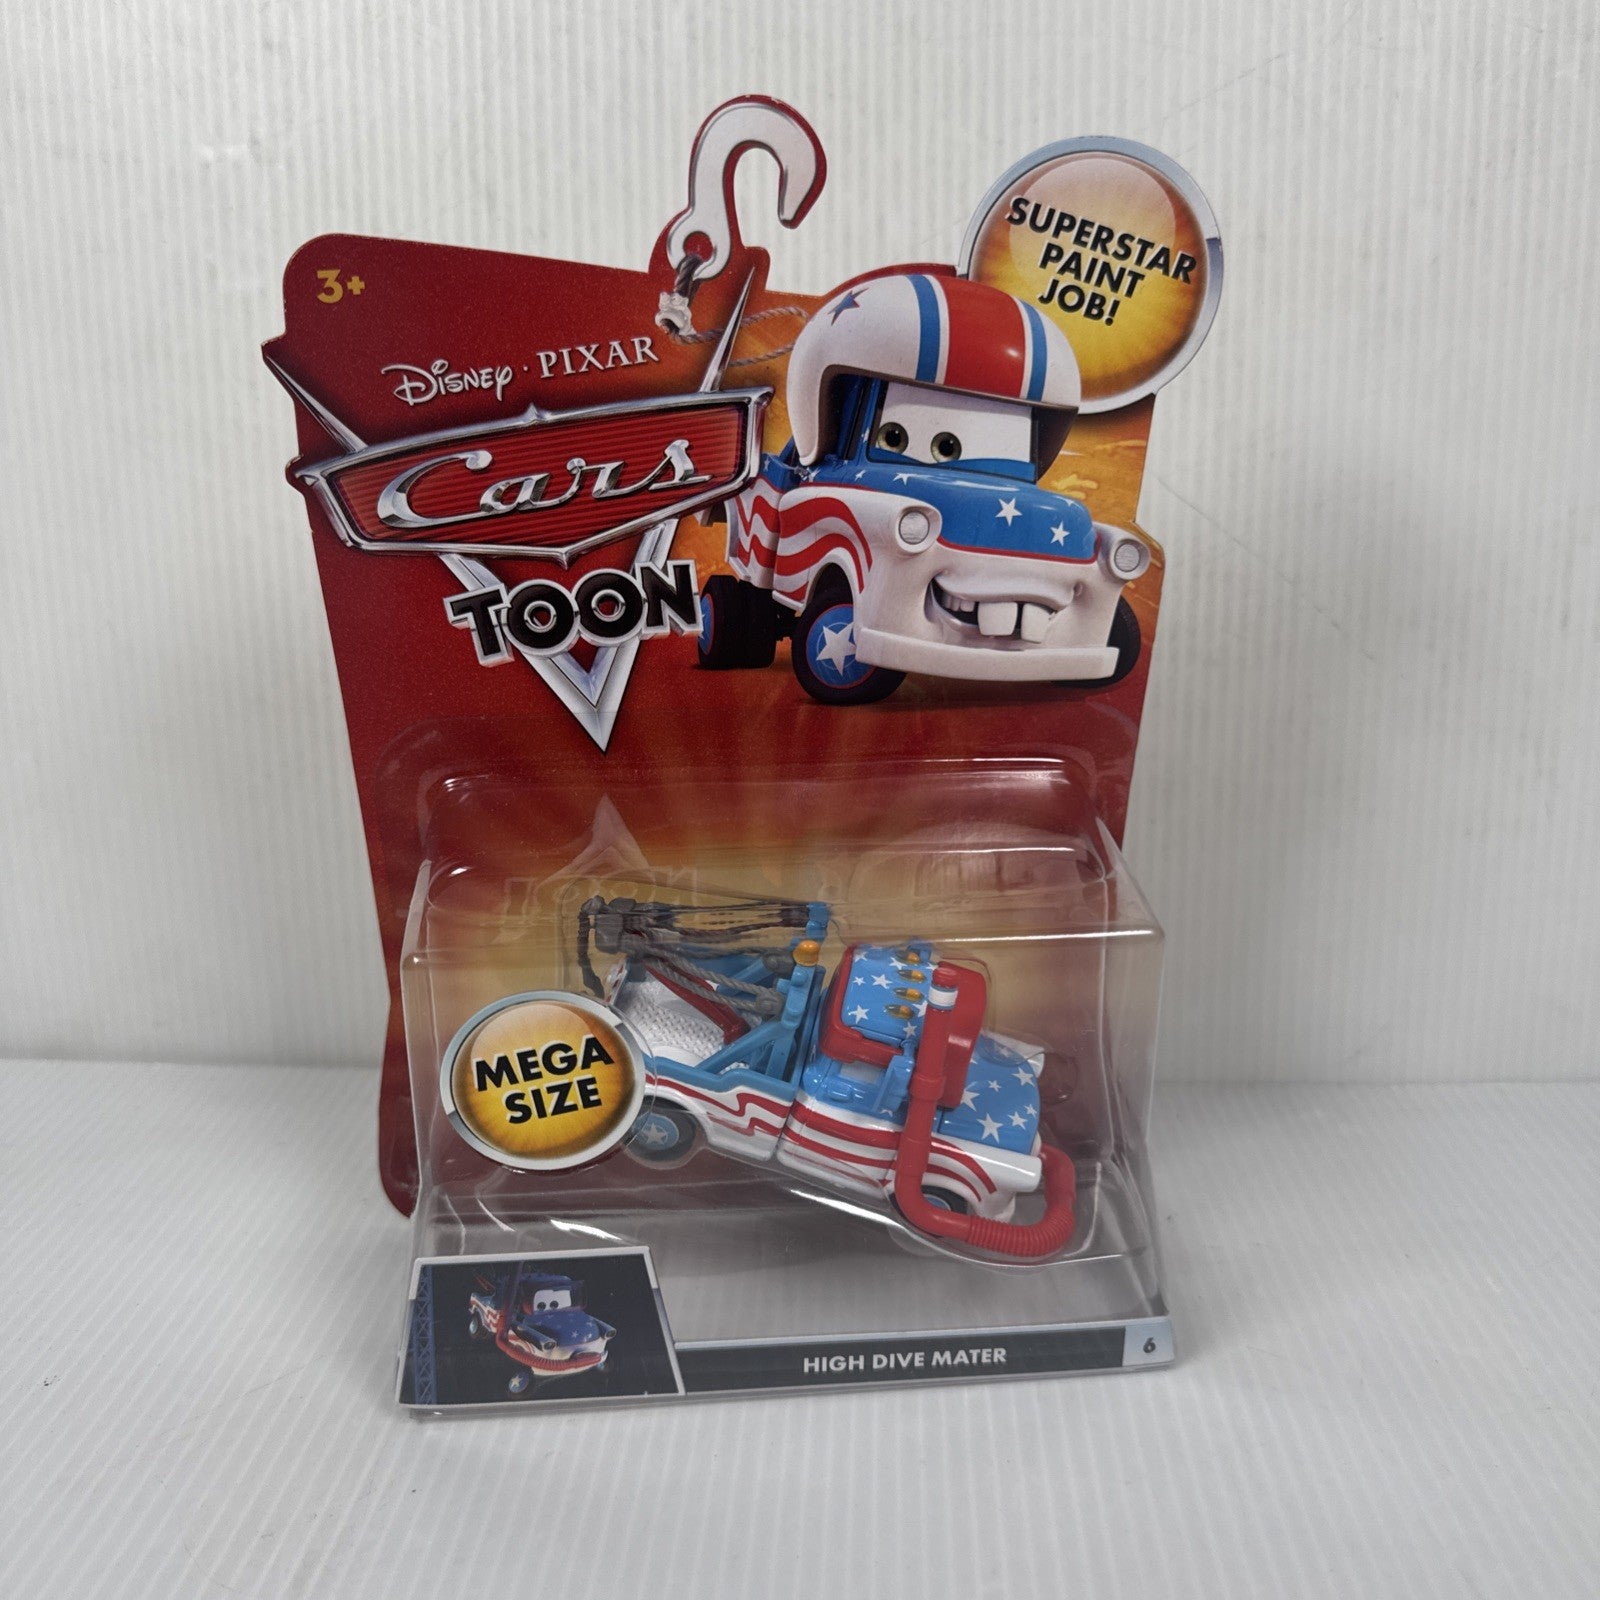 3+
SUPERSTAR
PAINT
JOB!
Disney · PIXAR
Cars
TOON
MEGA
SIZE
HIGH DIVE MATER
6